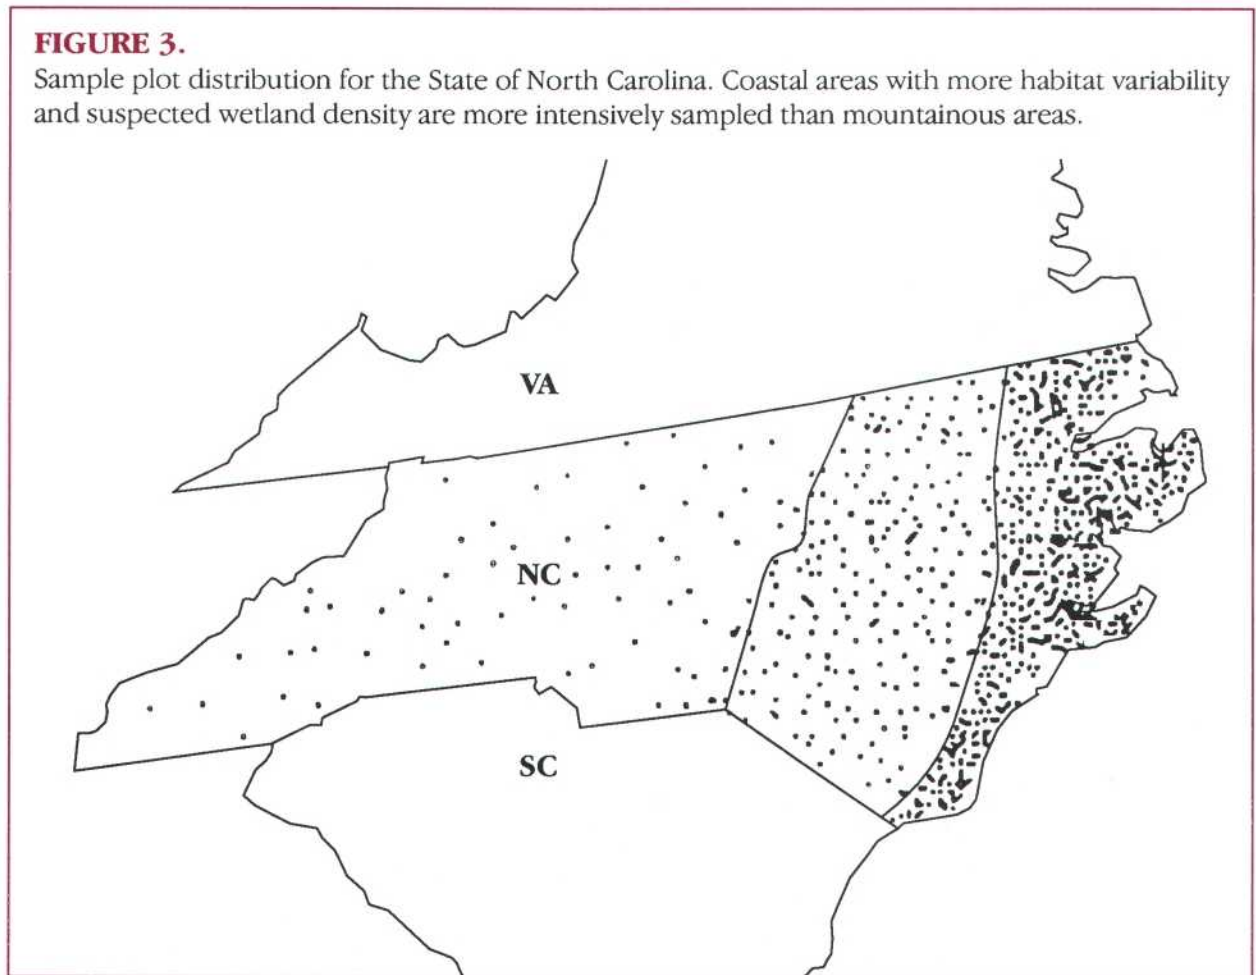 FIGURE 3.
Sample plot distribution for the State of North Carolina. Coastal areas with more habitat variability
and suspected wetland density are more intensively sampled than mountainous areas.
VA
NC
SC